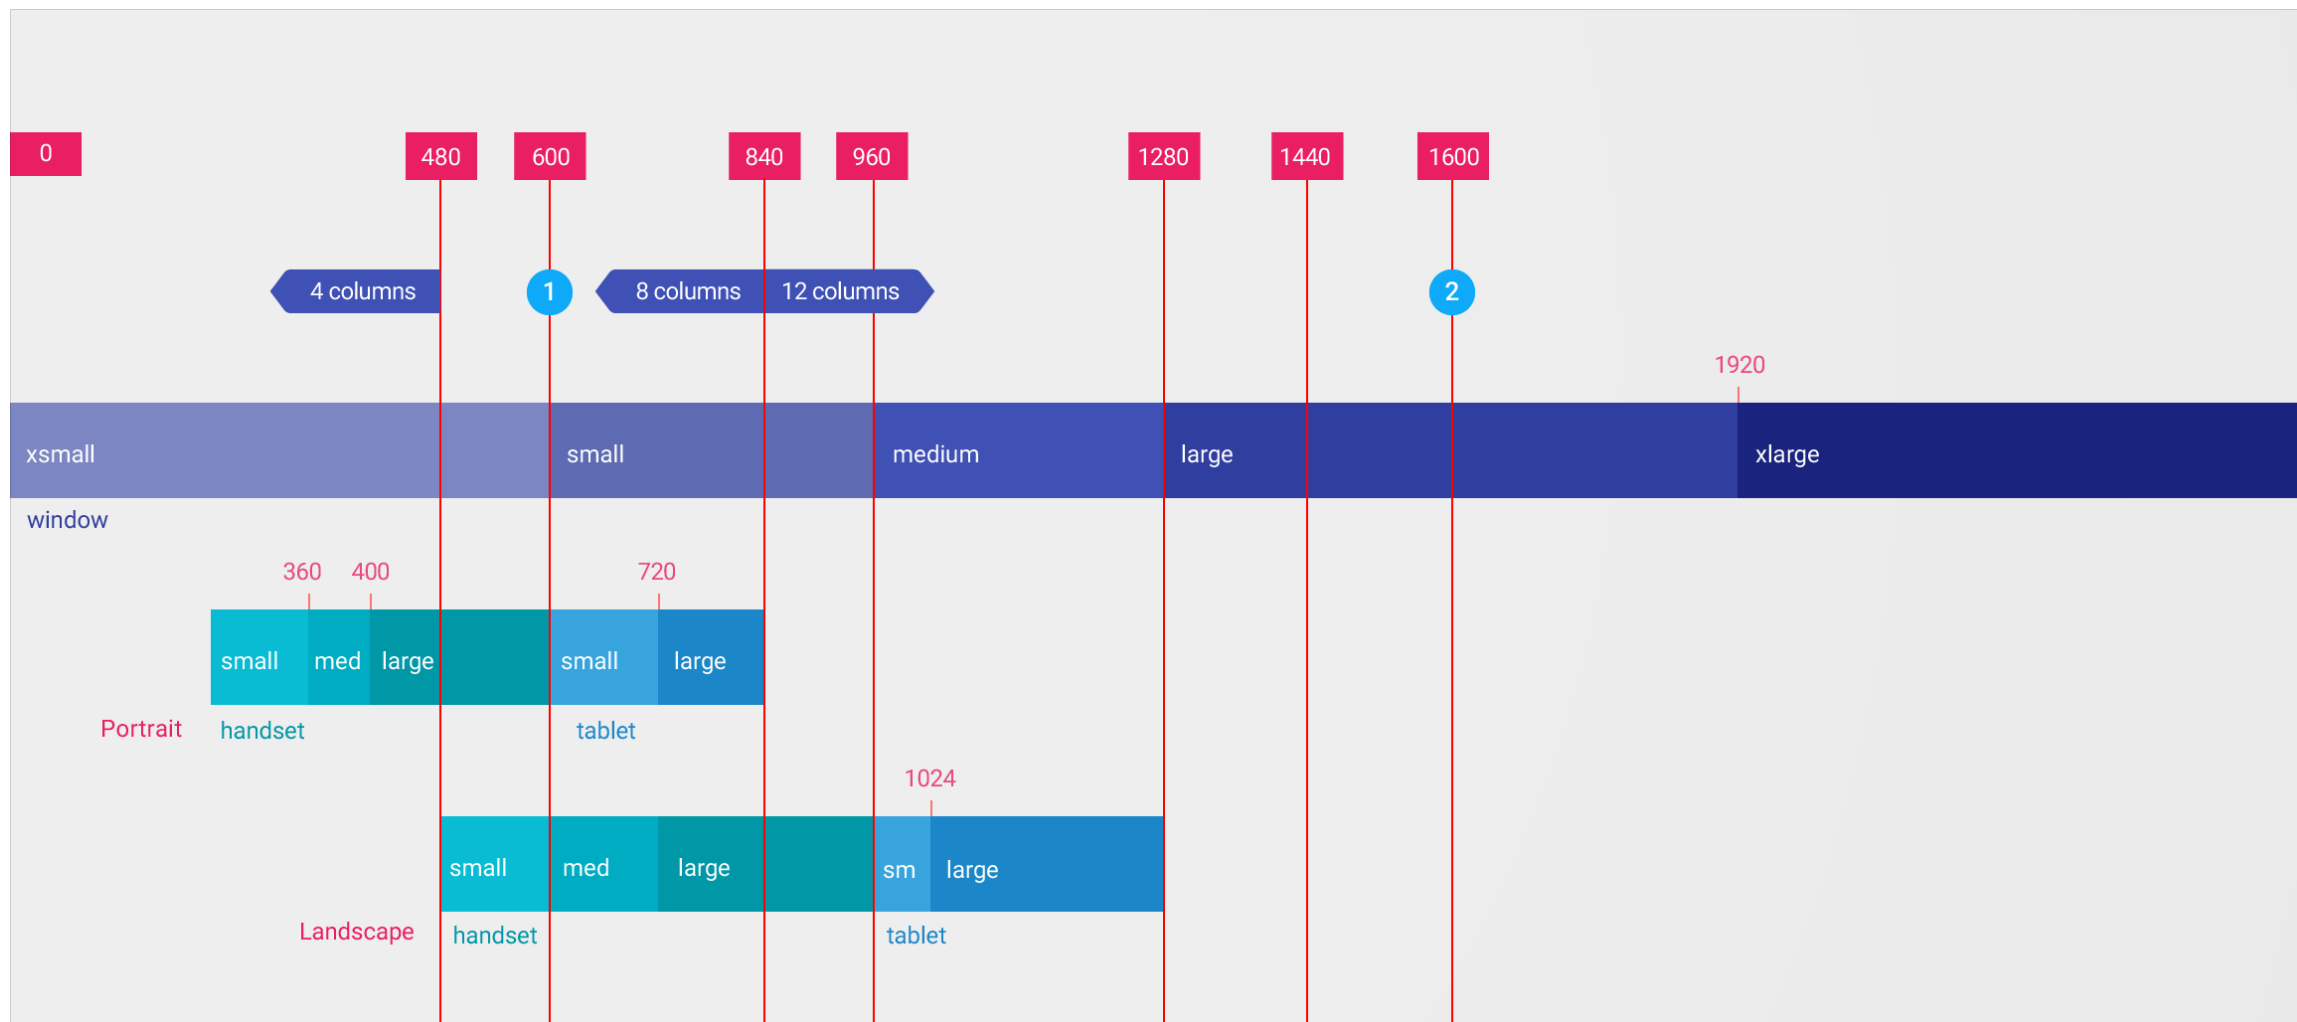 0 480 600 840 960 1280 1440 1600
4 columns 1 8 columns 12 columns 2
1920
xsmall small medium large xlarge
window
360 400 720
small med large small large
Portrait handset tablet
1024
small med large sm large
Landscape handset tablet